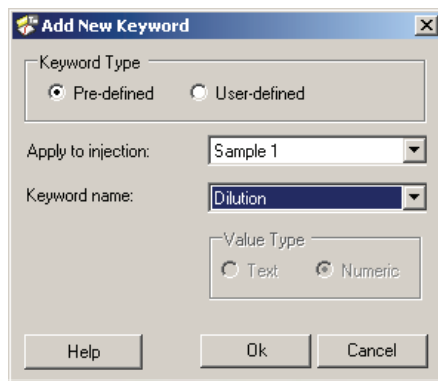 Add New Keyword
Keyword Type
Pre-defined User-defined
Apply to injection: Sample 1
Keyword name: Dilution
Value Type
Text Numeric
Help Ok Cancel